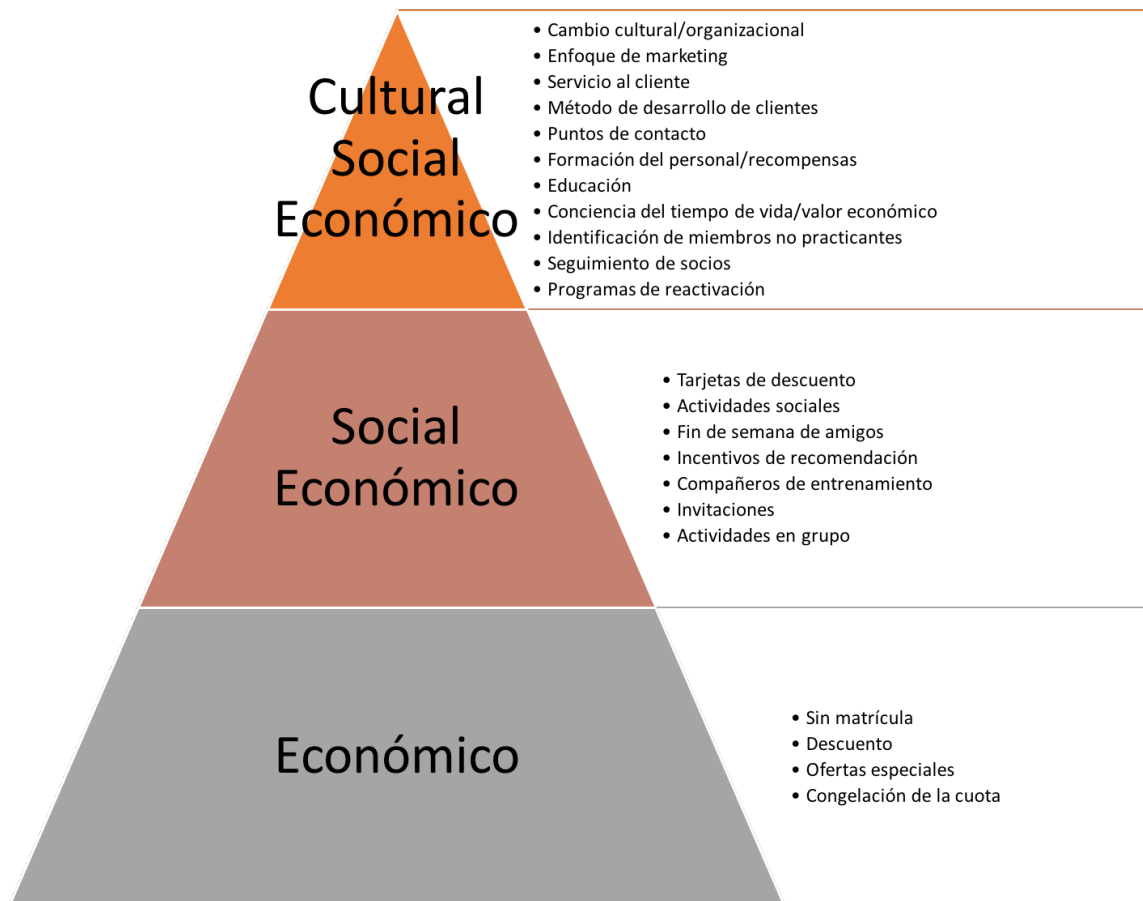 Cultural
Social
Económico
• Cambio cultural/organizacional
• Enfoque de marketing
• Servicio al cliente
• Método de desarrollo de clientes
• Puntos de contacto
• Formación del personal/recompensas
• Educación
• Conciencia del tiempo de vida/valor económico
• Identificación de miembros no practicantes
• Seguimiento de socios
• Programas de reactivación
Social
Económico
• Tarjetas de descuento
• Actividades sociales
• Fin de semana de amigos
• Incentivos de recomendación
• Compañeros de entrenamiento
• Invitaciones
• Actividades en grupo
Económico
• Sin matrícula
• Descuento
• Ofertas especiales
• Congelación de la cuota